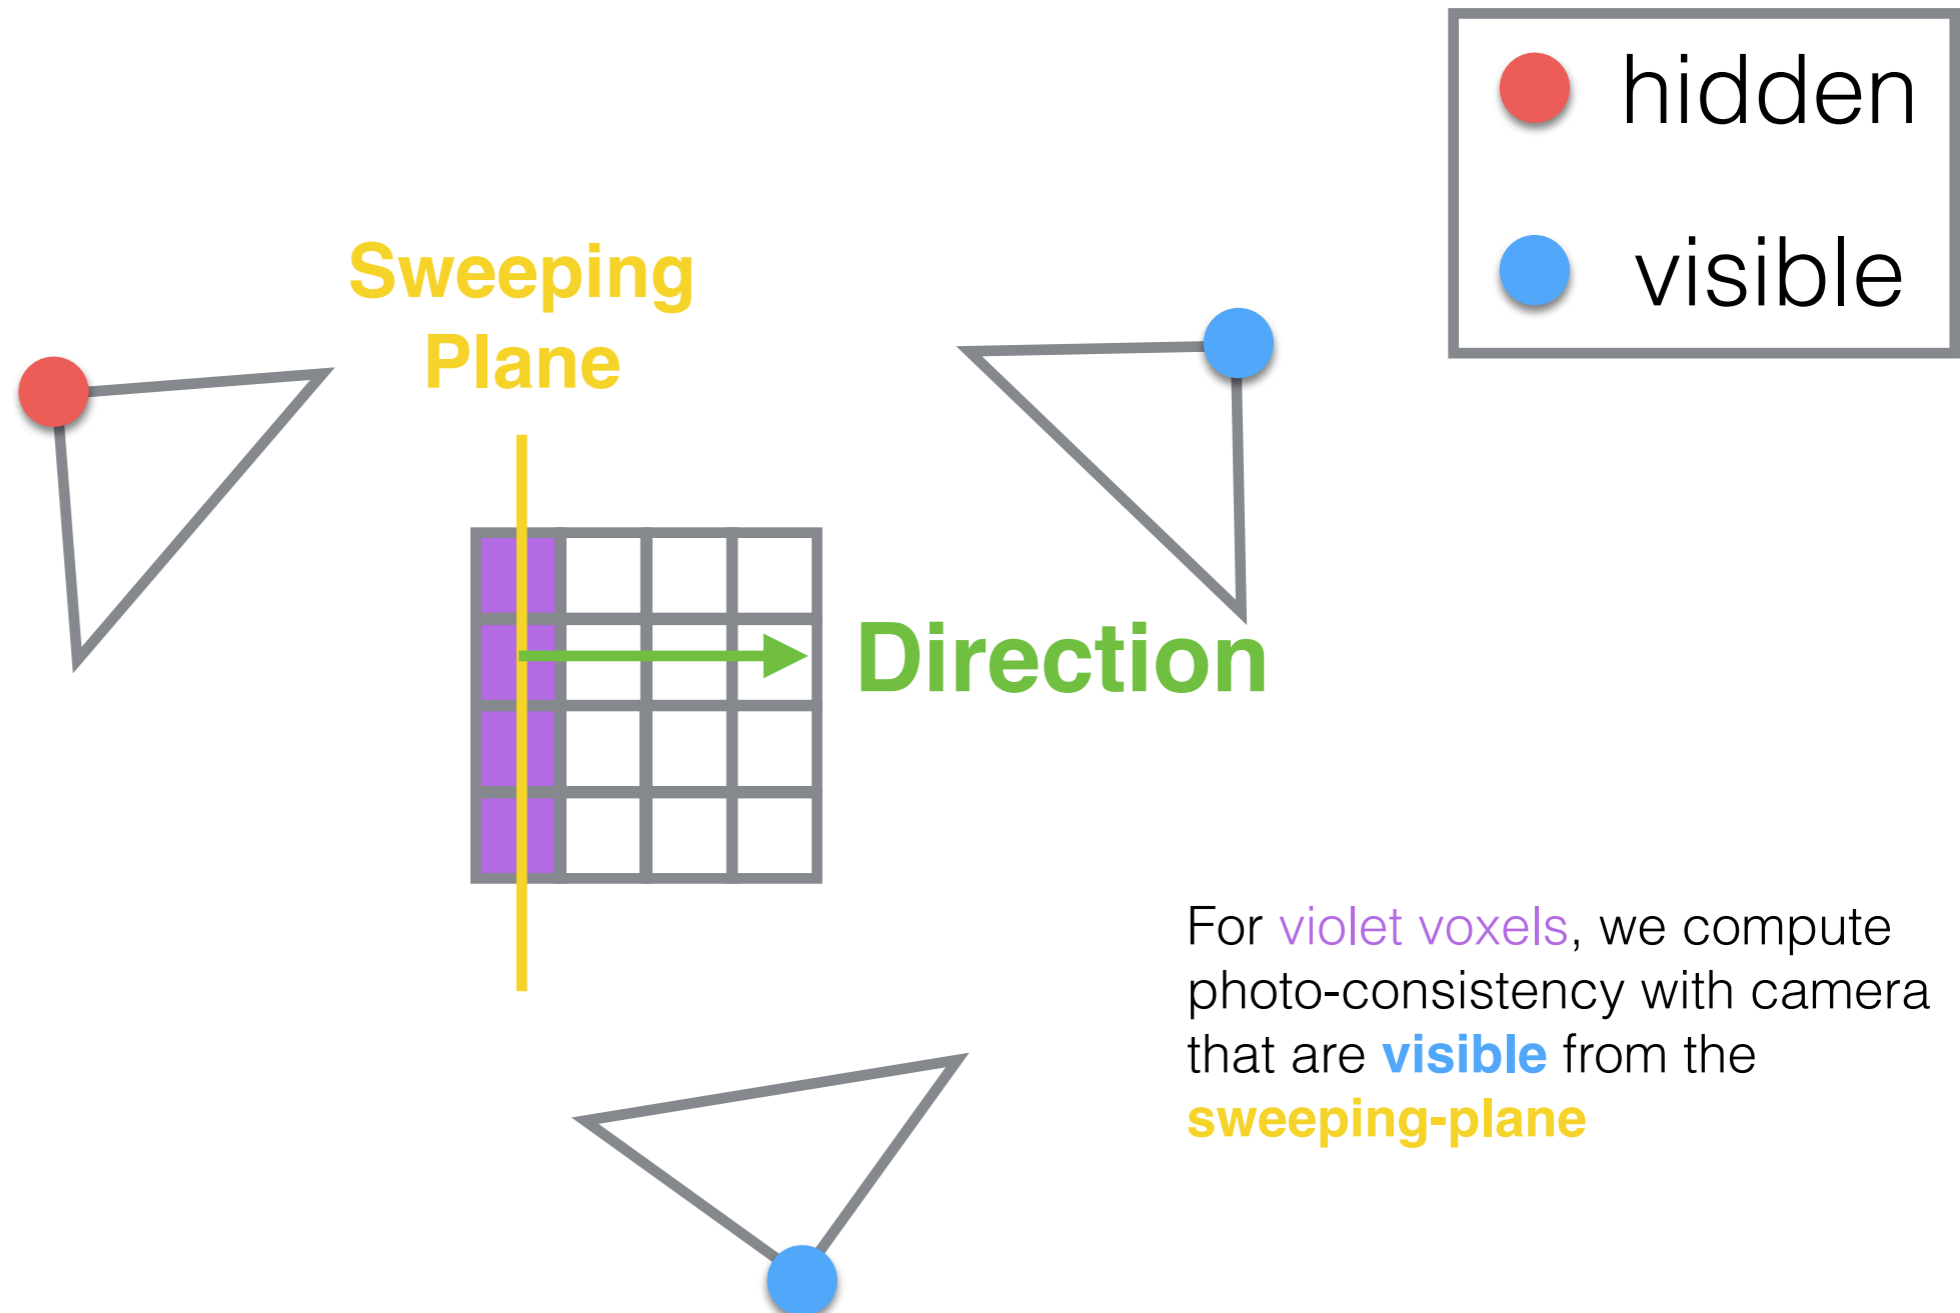 hidden
visible
Sweeping
Plane
Direction
For violet voxels, we compute
photo-consistency with camera
that are visible from the
sweeping-plane